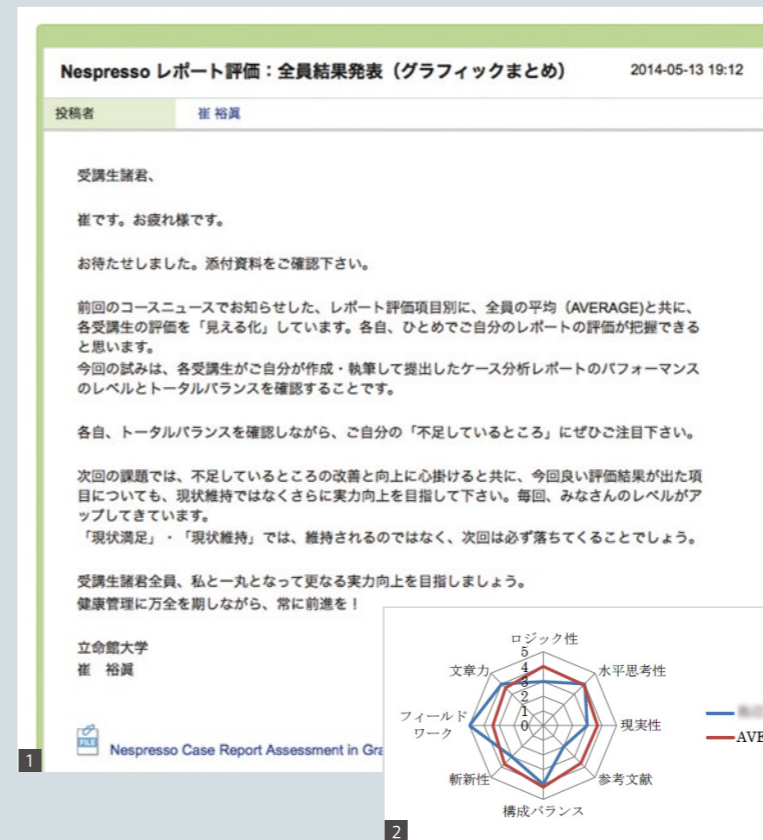 Nespresso レポート評価：全員結果発表（グラフィックまとめ） 2014-05-13 19:12
投稿者 崔 裕眞
受講生諸君、
崔です。お疲れ様です。
お待たせしました。添付資料をご確認下さい。
前回のコースニュースでお知らせした、レポート評価項目別に、全員の平均（AVERAGE)と共に、
各受講生の評価を「見える化」しています。各自、ひとめでご自分のレポートの評価が把握できる
と思います。
今回の試みは、各受講生がご自分が作成・執筆して提出したケース分析レポートのパフォーマンス
のレベルとトータルバランスを確認することです。
各自、トータルバランスを確認しながら、ご自分の「不足しているところ」にぜひご注目下さい。
次回の課題では、不足しているところの改善と向上に心掛けると共に、今回良い評価結果が出た項
目についても、現状維持ではなくさらに実力向上を目指して下さい。毎回、みなさんのレベルがア
ップしてきています。
「現状満足」・「現状維持」では、維持されるのではなく、次回は必ず落ちてくることでしょう。
受講生諸君全員、私と一丸となって更なる実力向上を目指しましょう。
健康管理に万全を期しながら、常に前進を！
立命館大学
崔 裕眞
FILE
Nespresso Case Report Assessment in Gra
1
ロジック性
5
4
3
2
1
0
水平思考性
現実性
参考文献
構成バランス
斬新性
フィールド
ワーク
文章力
AVE
2